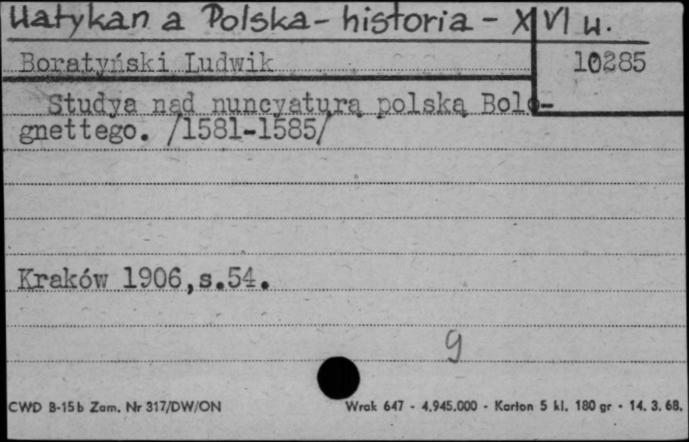 Watykan a Polska - historia - XVI w.
Boratyński Ludwik
10285
Studya nad nuncyaturą polską Bolo-
gnettego. /1581-1585/
Kraków 1906,s.54.
9
CWD B-15b Zam. Nr 317/DW/ON
Wrak 647 - 4.945.000 - Karton 5 kl. 180 gr - 14. 3. 68.